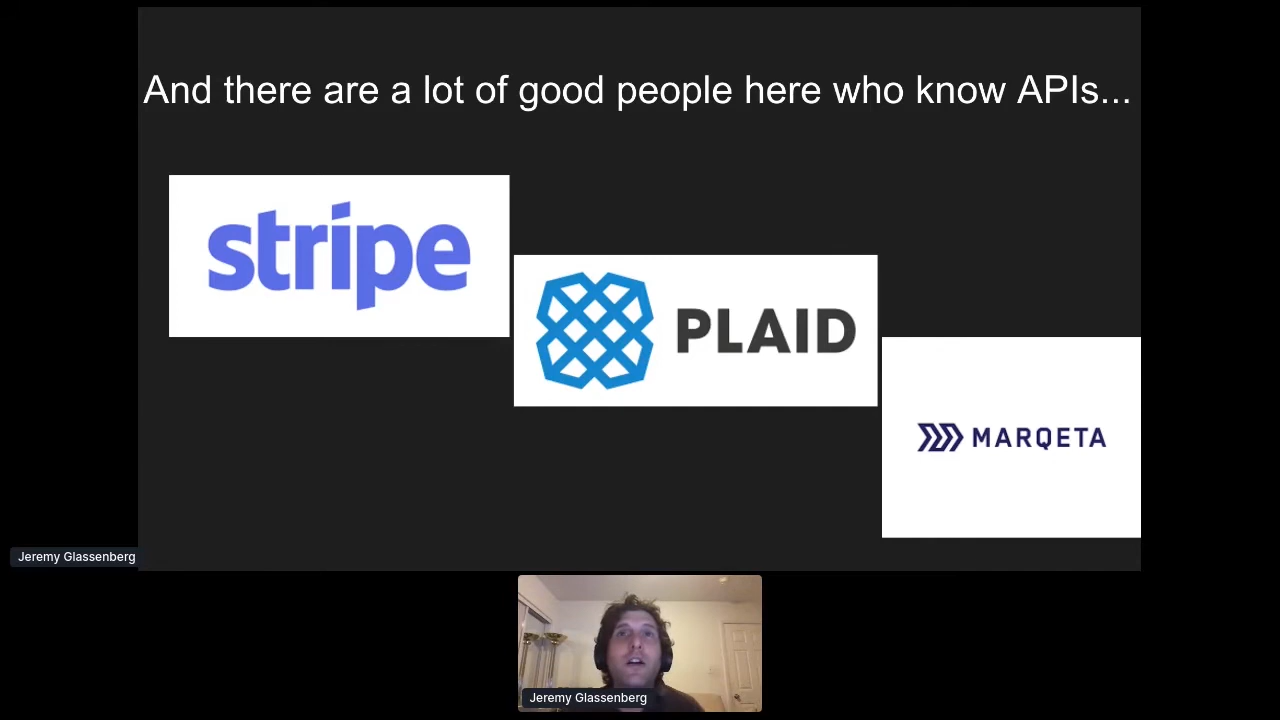 And there are a lot of good people here who know APIs...
stripe
PLAID
MARQETA
Jeremy Glassenberg
Jeremy Glassenberg